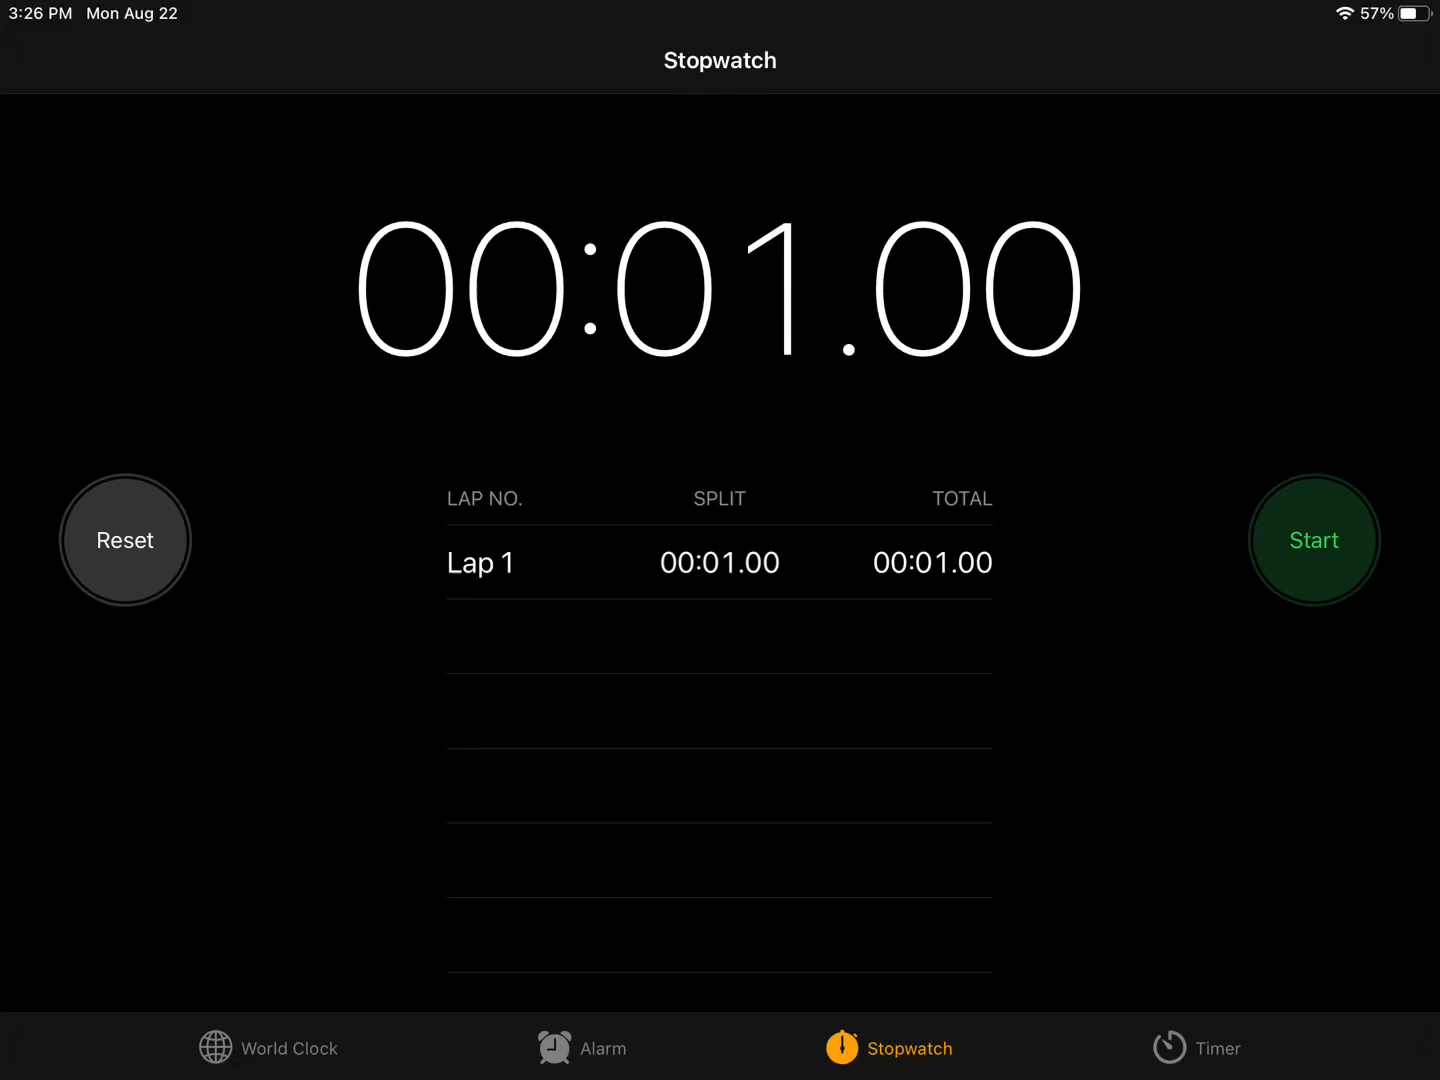 3:26 PM Mon Aug 22 57%
Stopwatch
00:01.00
LAP NO. SPLIT TOTAL
Reset
Start
Lap 1 00:01.00 00:01.00
World Clock Alarm Stopwatch Timer